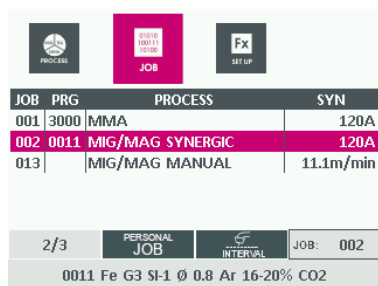 PROCESS
01010
100111
10100
JOB
Fx
SET UP
JOB PRG PROCESS SYN
001 3000 MMA 120A
002 0011 MIG/MAG SYNERGIC 120A
013 MIG/MAG MANUAL 11.1m/min
2/3
PERSONAL
JOB
INTERVAL
JOB: 002
0011 Fe G3 SI-1 Ø 0.8 Ar 16-20% CO2